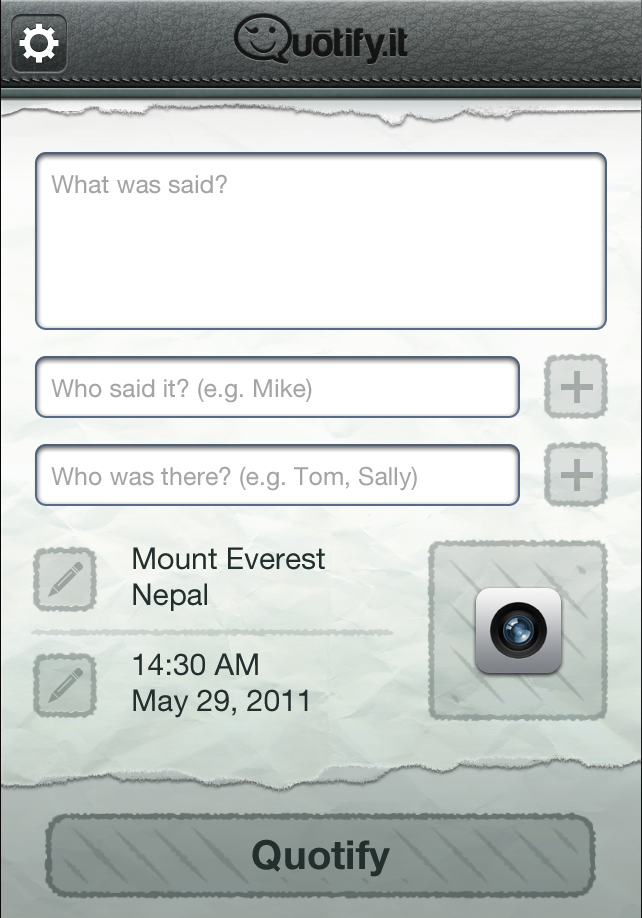 Quōtify.it
What was said?
Who said it? (e.g. Mike)
Who was there? (e.g. Tom, Sally)
Mount Everest
Nepal
14:30 AM
May 29, 2011
Quotify